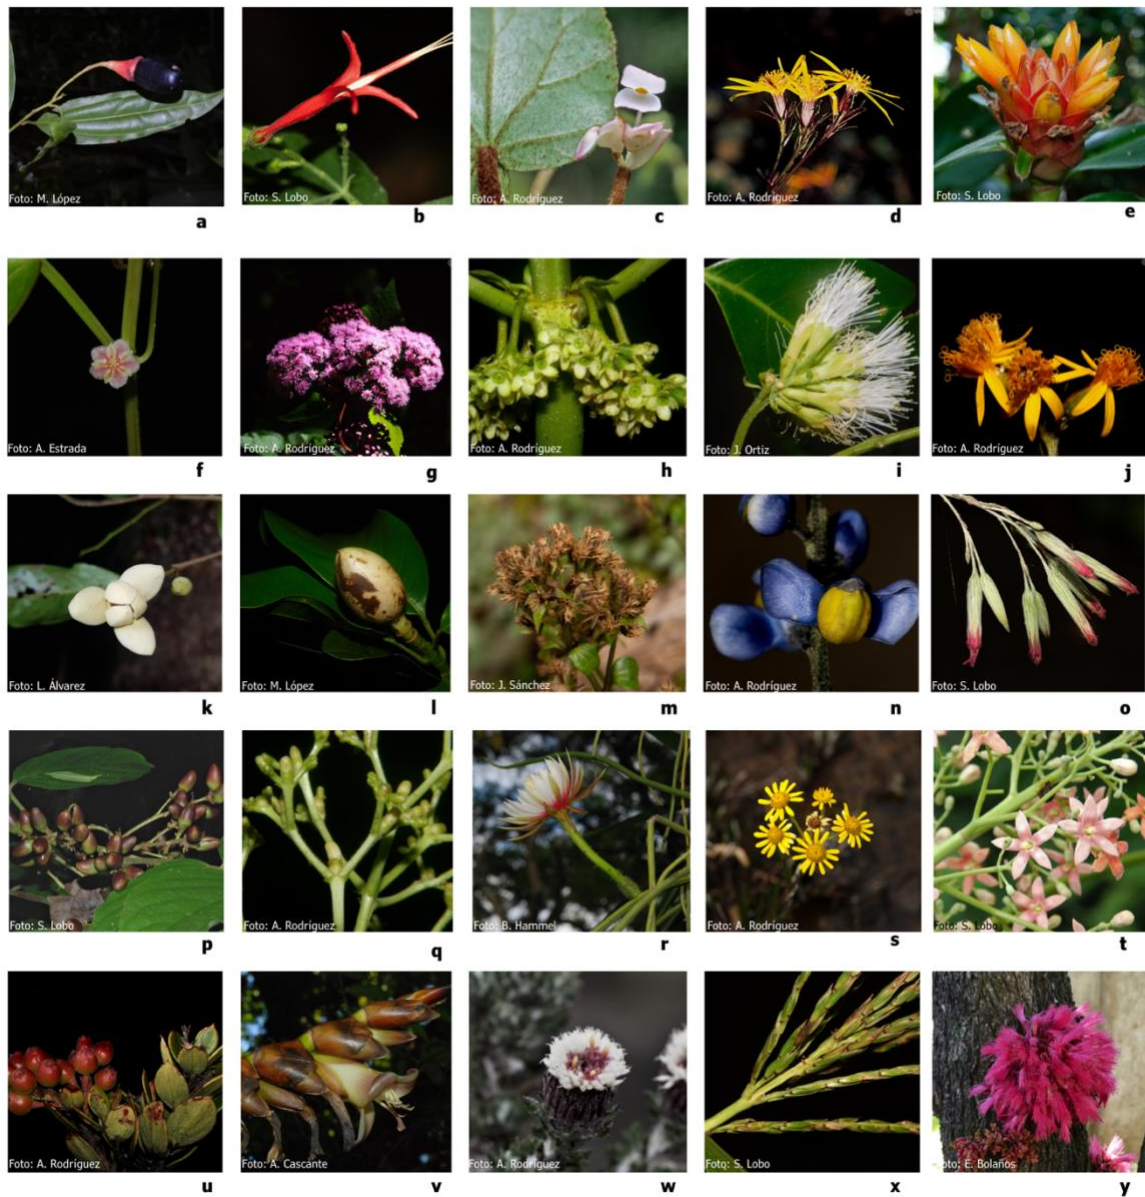 Foto: M. López
a
Foto: S. Lobo
b
Foto: A. Rodríguez
c
Foto: A. Rodríguez
d
Foto: S. Lobo
e
Foto: A. Estrada
f
Foto: A. Rodríguez
g
Foto: A. Rodríguez
h
Foto: J. Ortiz
i
Foto: A. Rodríguez
j
Foto: L. Álvarez
k
Foto: M. López
l
Foto: J. Sánchez
m
Foto: A. Rodríguez
n
Foto: S. Lobo
o
Foto: S. Lobo
p
Foto: A. Rodríguez
q
Foto: B. Hammel
r
Foto: A. Rodríguez
s
Foto: S. Lobo
t
Foto: A. Rodríguez
u
Foto: A. Cascante
v
Foto: A. Rodríguez
w
Foto: S. Lobo
x
Foto: E. Bolaños
y